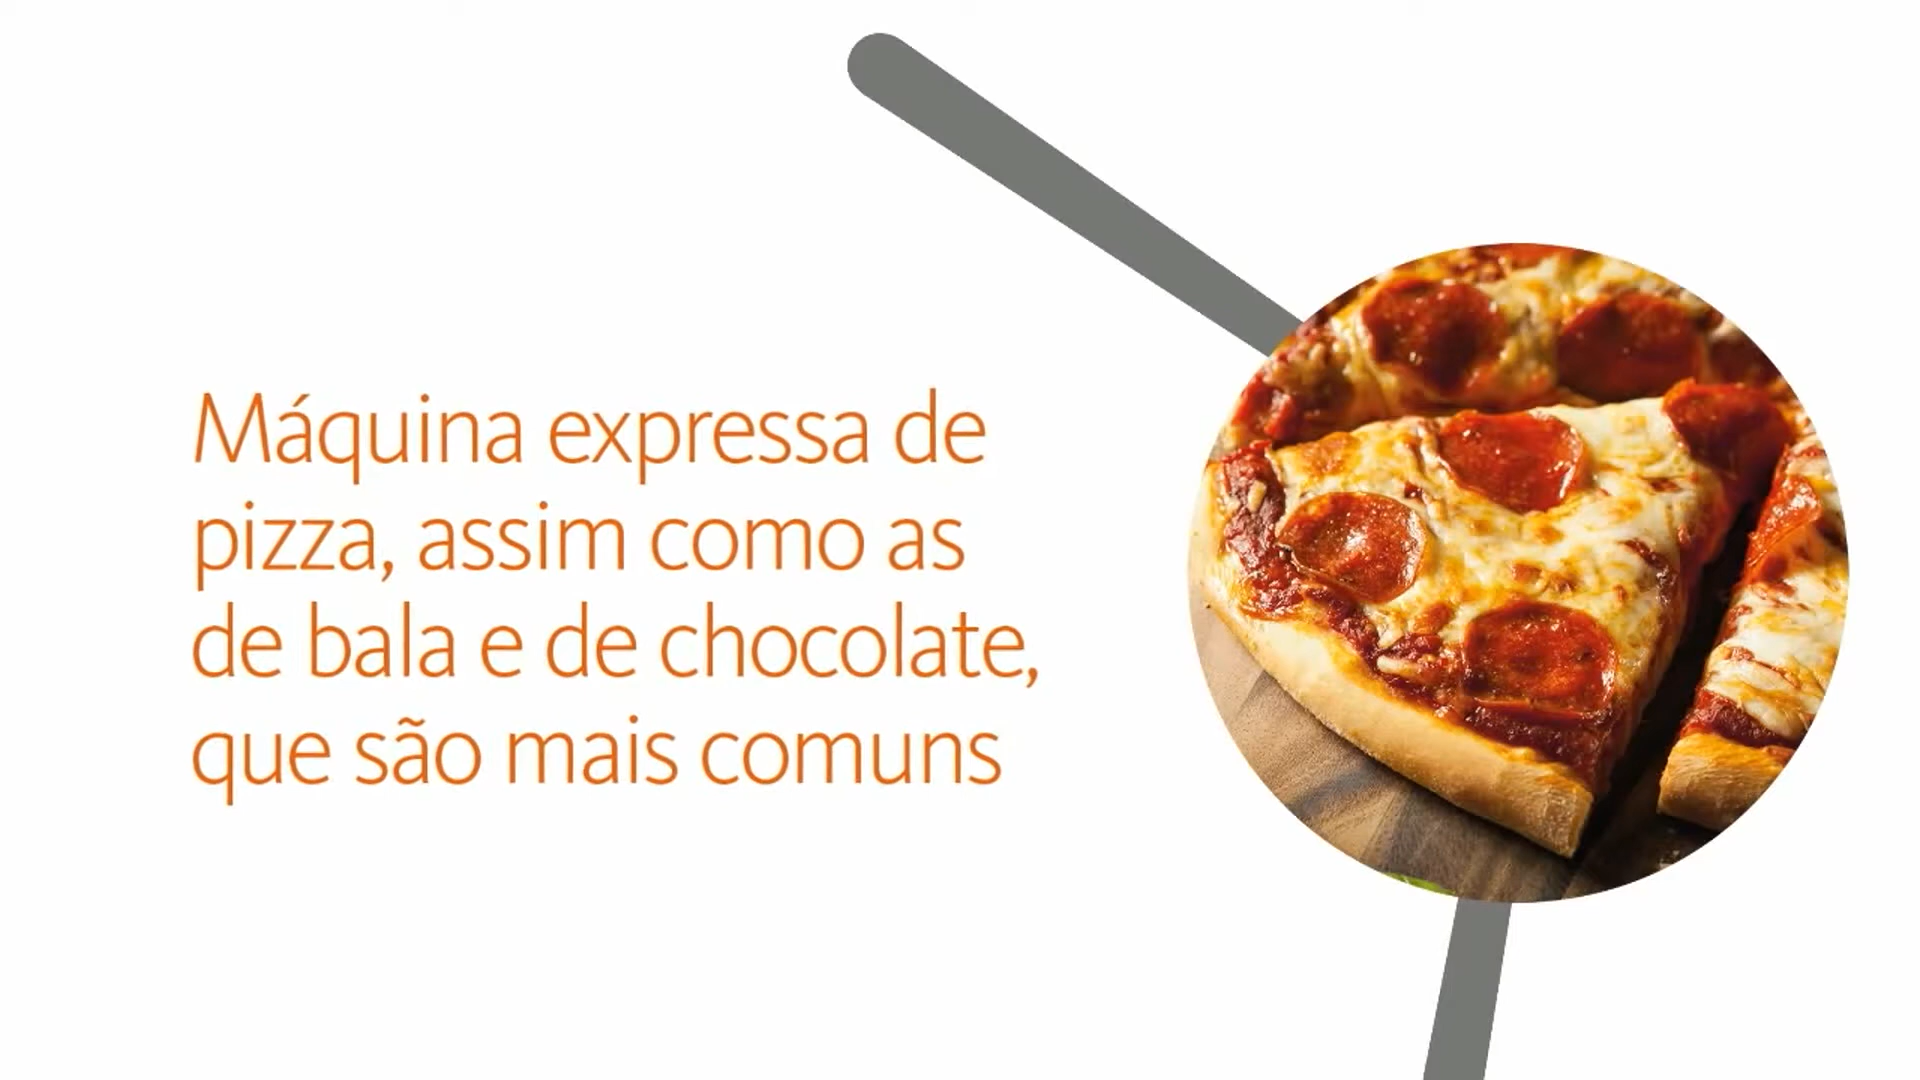 Máquina expressa de
pizza, assim como as
de bala e de chocolate,
que são mais comuns